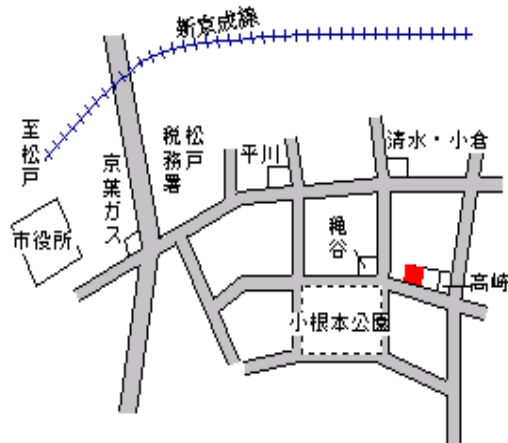 新京成線
至松戸
京葉ガス
松戸
税務署
平川
清水・小倉
市役所
亀谷
高崎
小根本公園